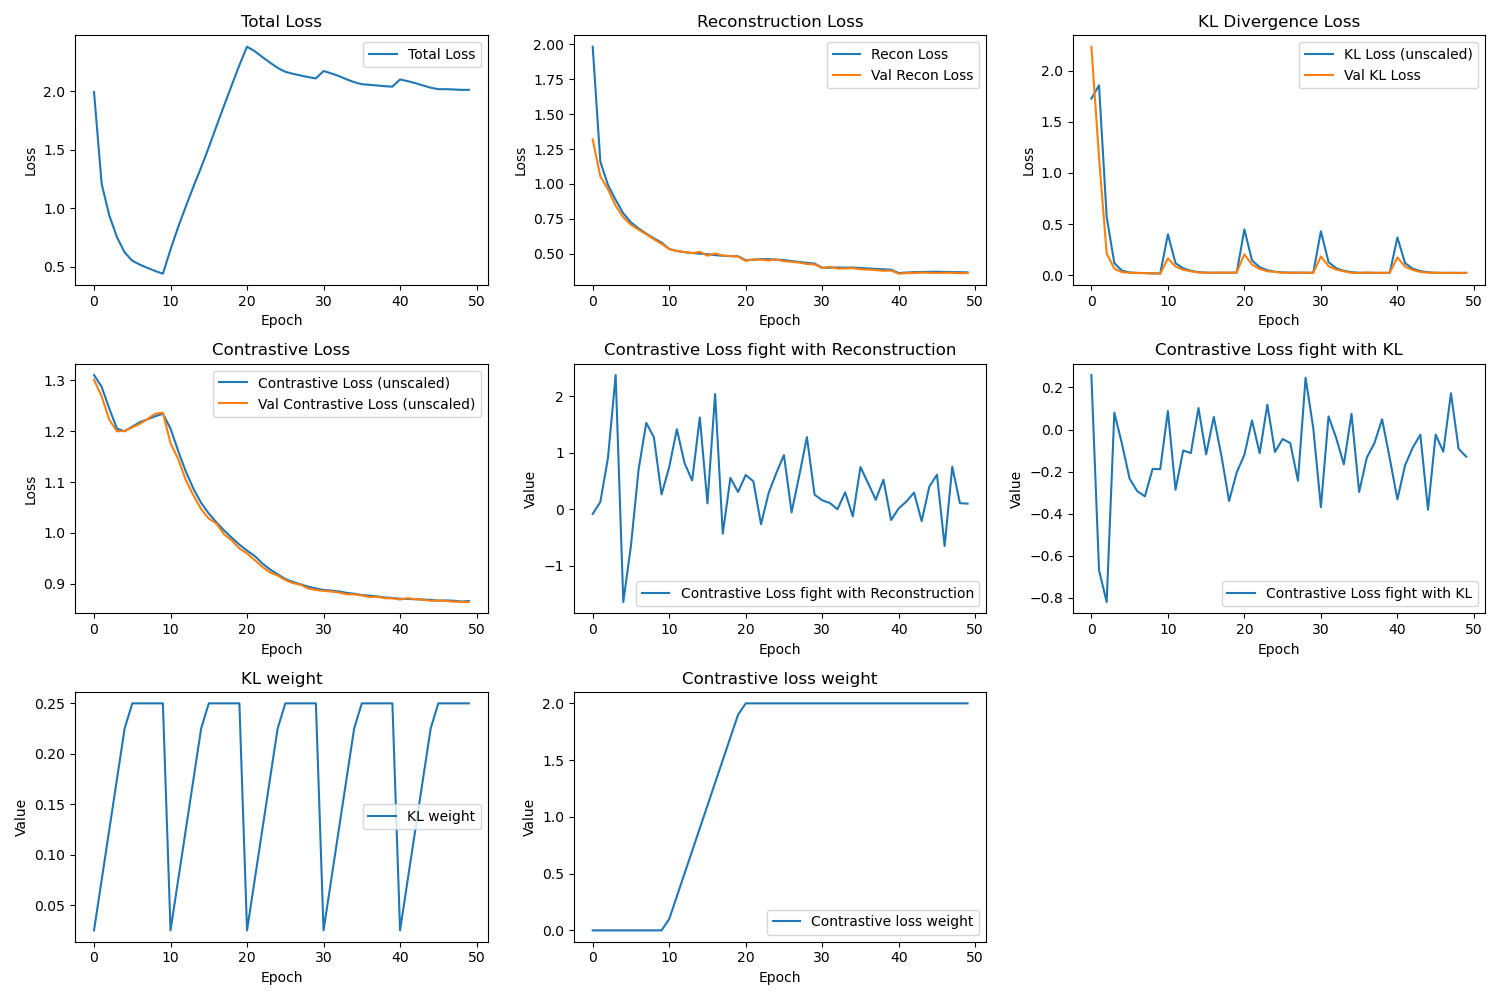 Total Loss
Loss
2.0
1.5
1.0
0.5
Total Loss
0 10 20 30 40 50
Epoch
Reconstruction Loss
Loss
2.00
1.75
1.50
1.25
1.00
0.75
0.50
Recon Loss
Val Recon Loss
0 10 20 30 40 50
Epoch
KL Divergence Loss
Loss
2.0
1.5
1.0
0.5
0.0
KL Loss (unscaled)
Val KL Loss
0 10 20 30 40 50
Epoch
Contrastive Loss
Loss
1.3
1.2
1.1
1.0
0.9
Contrastive Loss (unscaled)
Val Contrastive Loss (unscaled)
0 10 20 30 40 50
Epoch
Contrastive Loss fight with Reconstruction
Value
2
1
0
−1
Contrastive Loss fight with Reconstruction
0 10 20 30 40 50
Epoch
Contrastive Loss fight with KL
Value
0.2
0.0
−0.2
−0.4
−0.6
−0.8
Contrastive Loss fight with KL
0 10 20 30 40 50
Epoch
KL weight
Value
0.25
0.20
0.15
0.10
0.05
KL weight
0 10 20 30 40 50
Epoch
Contrastive loss weight
Value
2.0
1.5
1.0
0.5
0.0
Contrastive loss weight
0 10 20 30 40 50
Epoch